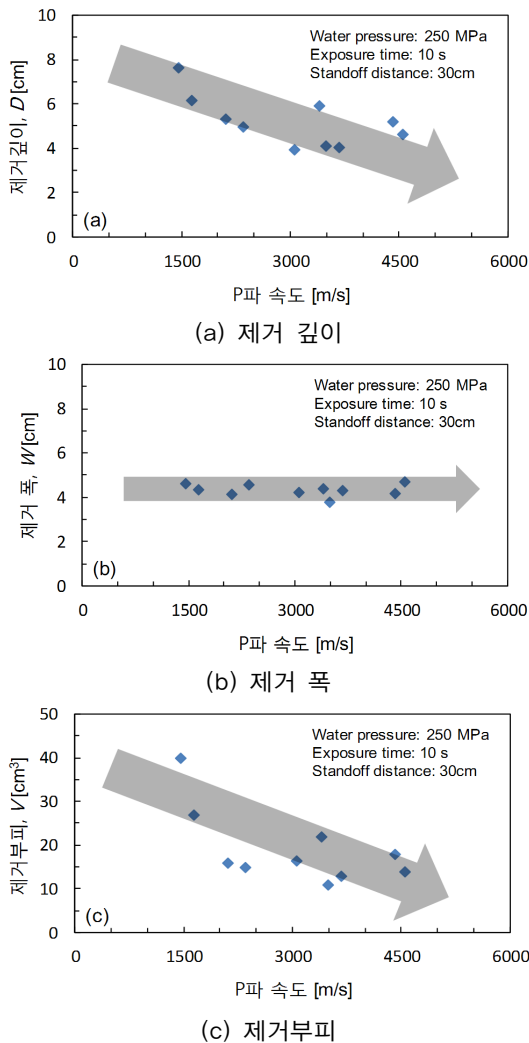 10
8
6
4
2
0
제거깊이, D [cm]
Water pressure: 250 MPa
Exposure time: 10 s
Standoff distance: 30cm
(a)
0 1500 3000 4500 6000
P파 속도 [m/s]
(a) 제거 깊이
10
8
6
4
2
0
제거 폭, W [cm]
Water pressure: 250 MPa
Exposure time: 10 s
Standoff distance: 30cm
(b)
0 1500 3000 4500 6000
P파 속도 [m/s]
(b) 제거 폭
50
40
30
20
10
0
제거부피, V [cm³]
Water pressure: 250 MPa
Exposure time: 10 s
Standoff distance: 30cm
(c)
0 1500 3000 4500 6000
P파 속도 [m/s]
(c) 제거부피